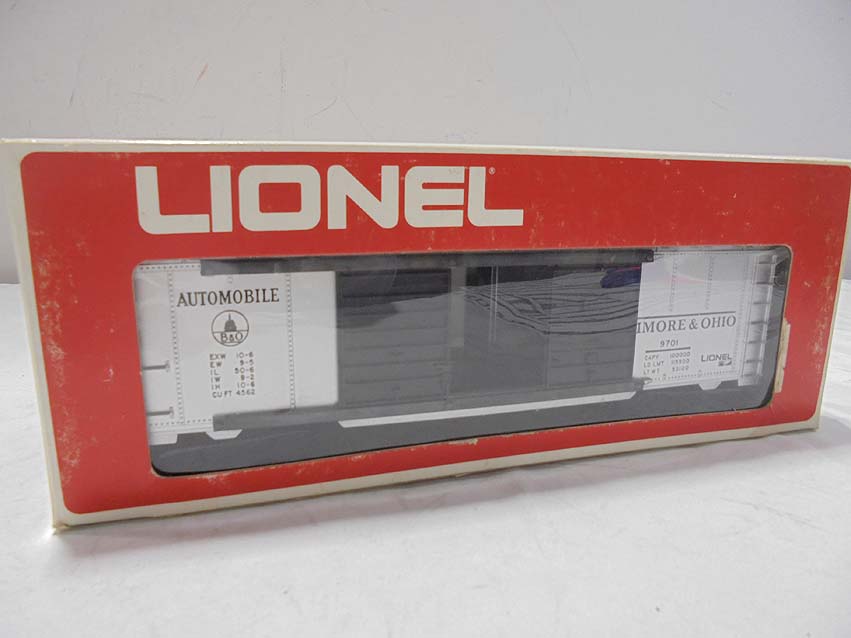 LIONEL
AUTOMOBILE
B&O
EXW 10-6
EW 9-5
IL 50-6
IW 9-2
IH 10-6
CU FT 4562
IMORE & OHIO
9701
CAPY 100000
LD LMT 115900
LT WT 53100
LIONEL